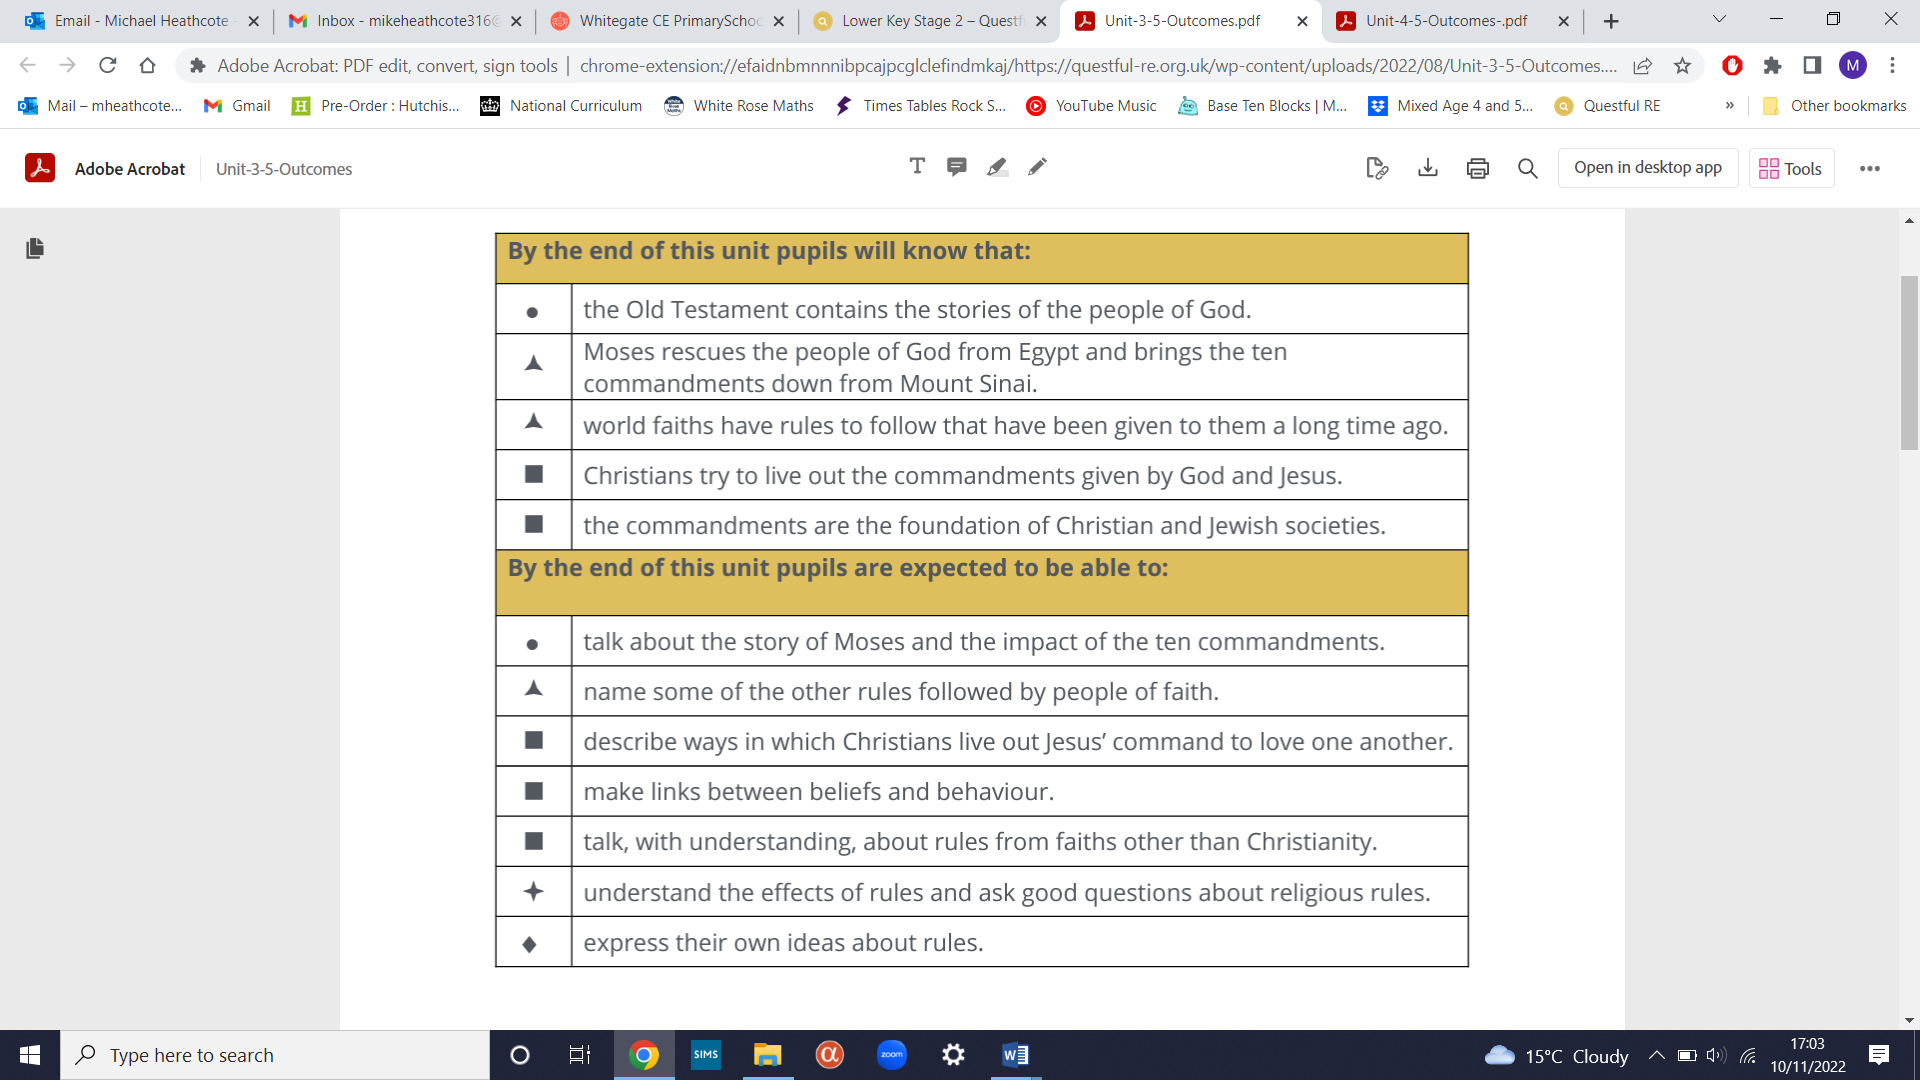 Email - Michael Heathcote
Inbox - mikeheathcote316@
Whitegate CE PrimarySchoo
Lower Key Stage 2 – Questf
Unit-3-5-Outcomes.pdf
Unit-4-5-Outcomes-.pdf
Adobe Acrobat: PDF edit, convert, sign tools | chrome-extension://efaidnbmnnnibpcajpcglclefindmkaj/https://questful-re.org.uk/wp-content/uploads/2022/08/Unit-3-5-Outcomes....
M
Mail – mheathcote...
Gmail
H
Pre-Order : Hutchis...
National Curriculum
White Rose Maths
Times Tables Rock S...
YouTube Music
Base Ten Blocks | M...
Mixed Age 4 and 5...
Questful RE
»
Other bookmarks
Adobe Acrobat
Unit-3-5-Outcomes
Open in desktop app
Tools
By the end of this unit pupils will know that:
the Old Testament contains the stories of the people of God.
Moses rescues the people of God from Egypt and brings the ten
commandments down from Mount Sinai.
world faiths have rules to follow that have been given to them a long time ago.
Christians try to live out the commandments given by God and Jesus.
the commandments are the foundation of Christian and Jewish societies.
By the end of this unit pupils are expected to be able to:
talk about the story of Moses and the impact of the ten commandments.
name some of the other rules followed by people of faith.
describe ways in which Christians live out Jesus’ command to love one another.
make links between beliefs and behaviour.
talk, with understanding, about rules from faiths other than Christianity.
understand the effects of rules and ask good questions about religious rules.
express their own ideas about rules.
Type here to search
SIMS
zoom
15°C Cloudy
17:03
10/11/2022